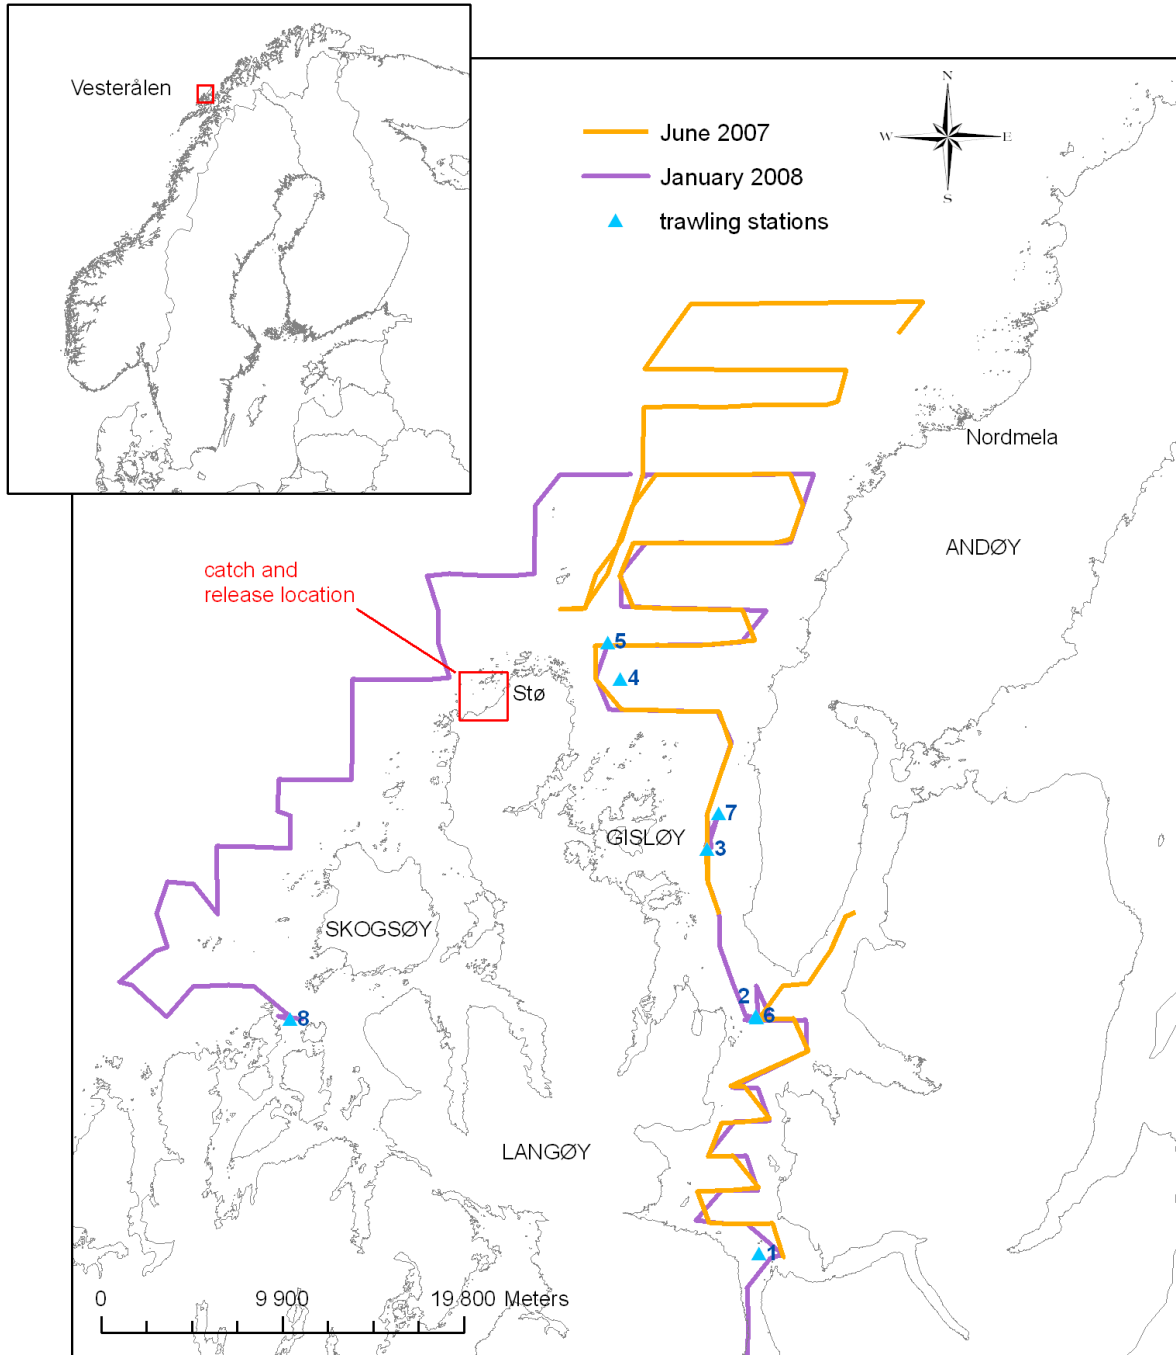 Vesterålen
N
W
E
S
June 2007
January 2008
trawling stations
Nordmela
ANDØY
catch and
release location
5
4
Stø
7
GISLØY
3
SKOGSØY
2
8
6
LANGØY
1
0
9 900
19 800 Meters